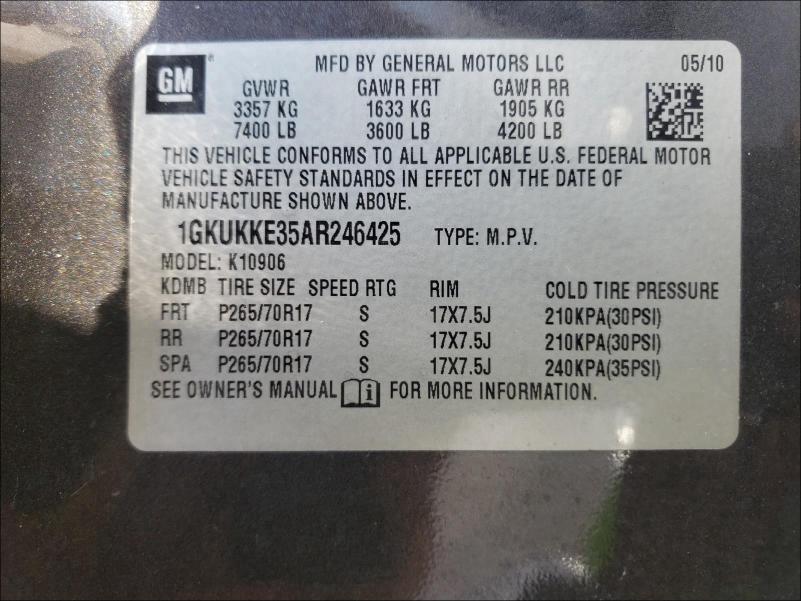 GM
MFD BY GENERAL MOTORS LLC 05/10
GVWR GAWR FRT GAWR RR
3357 KG 1633 KG 1905 KG
7400 LB 3600 LB 4200 LB
THIS VEHICLE CONFORMS TO ALL APPLICABLE U.S. FEDERAL MOTOR
VEHICLE SAFETY STANDARDS IN EFFECT ON THE DATE OF
MANUFACTURE SHOWN ABOVE.
1GKUKKE35AR246425 TYPE: M.P.V.
MODEL: K10906
KDMB TIRE SIZE SPEED RTG RIM COLD TIRE PRESSURE
FRT P265/70R17 S 17X7.5J 210KPA(30PSI)
RR P265/70R17 S 17X7.5J 210KPA(30PSI)
SPA P265/70R17 S 17X7.5J 240KPA(35PSI)
SEE OWNER'S MANUAL FOR MORE INFORMATION.